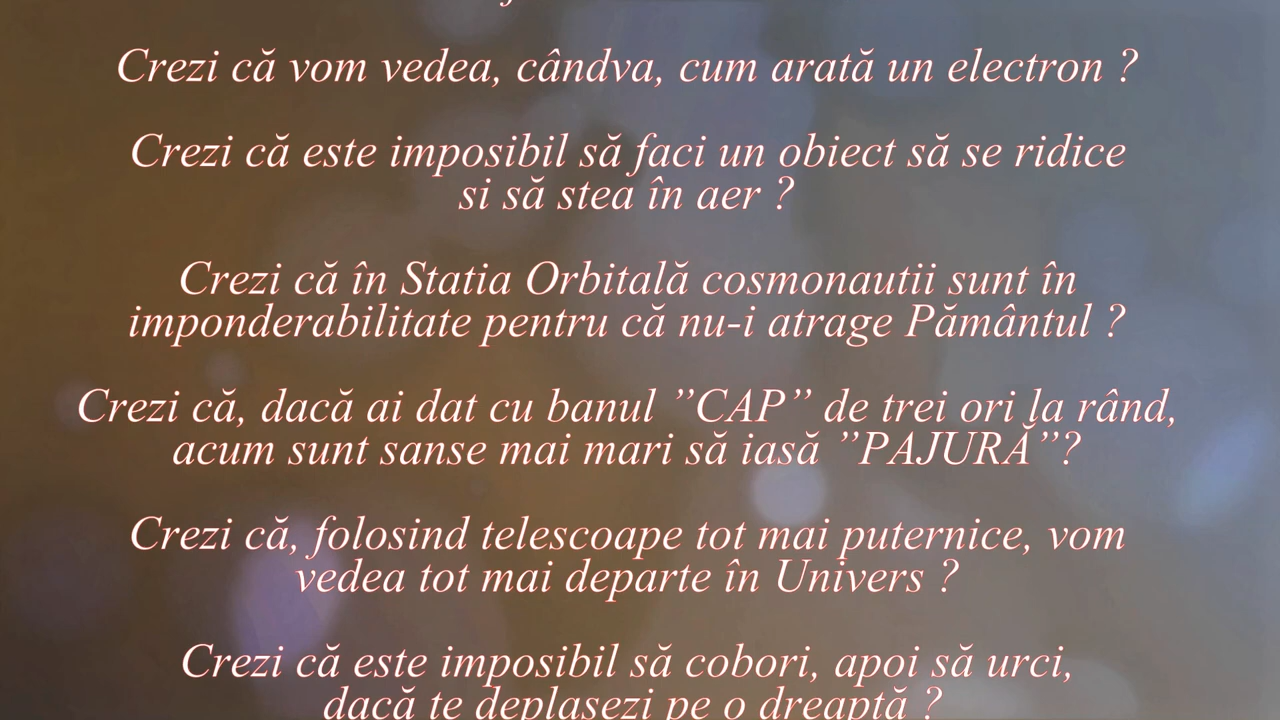 Crezi că vom vedea, cândva, cum arată un electron ?
Crezi că este imposibil să faci un obiect să se ridice
si să stea în aer ?
Crezi că în Statia Orbitală cosmonautii sunt în
imponderabilitate pentru că nu-i atrage Pământul ?
Crezi că, dacă ai dat cu banul ”CAP” de trei ori la rând,
acum sunt sanse mai mari să iasă ”PAJURĂ”?
Crezi că, folosind telescoape tot mai puternice, vom
vedea tot mai departe în Univers ?
Crezi că este imposibil să cobori, apoi să urci,
dacă te deplasezi pe o dreaptă ?